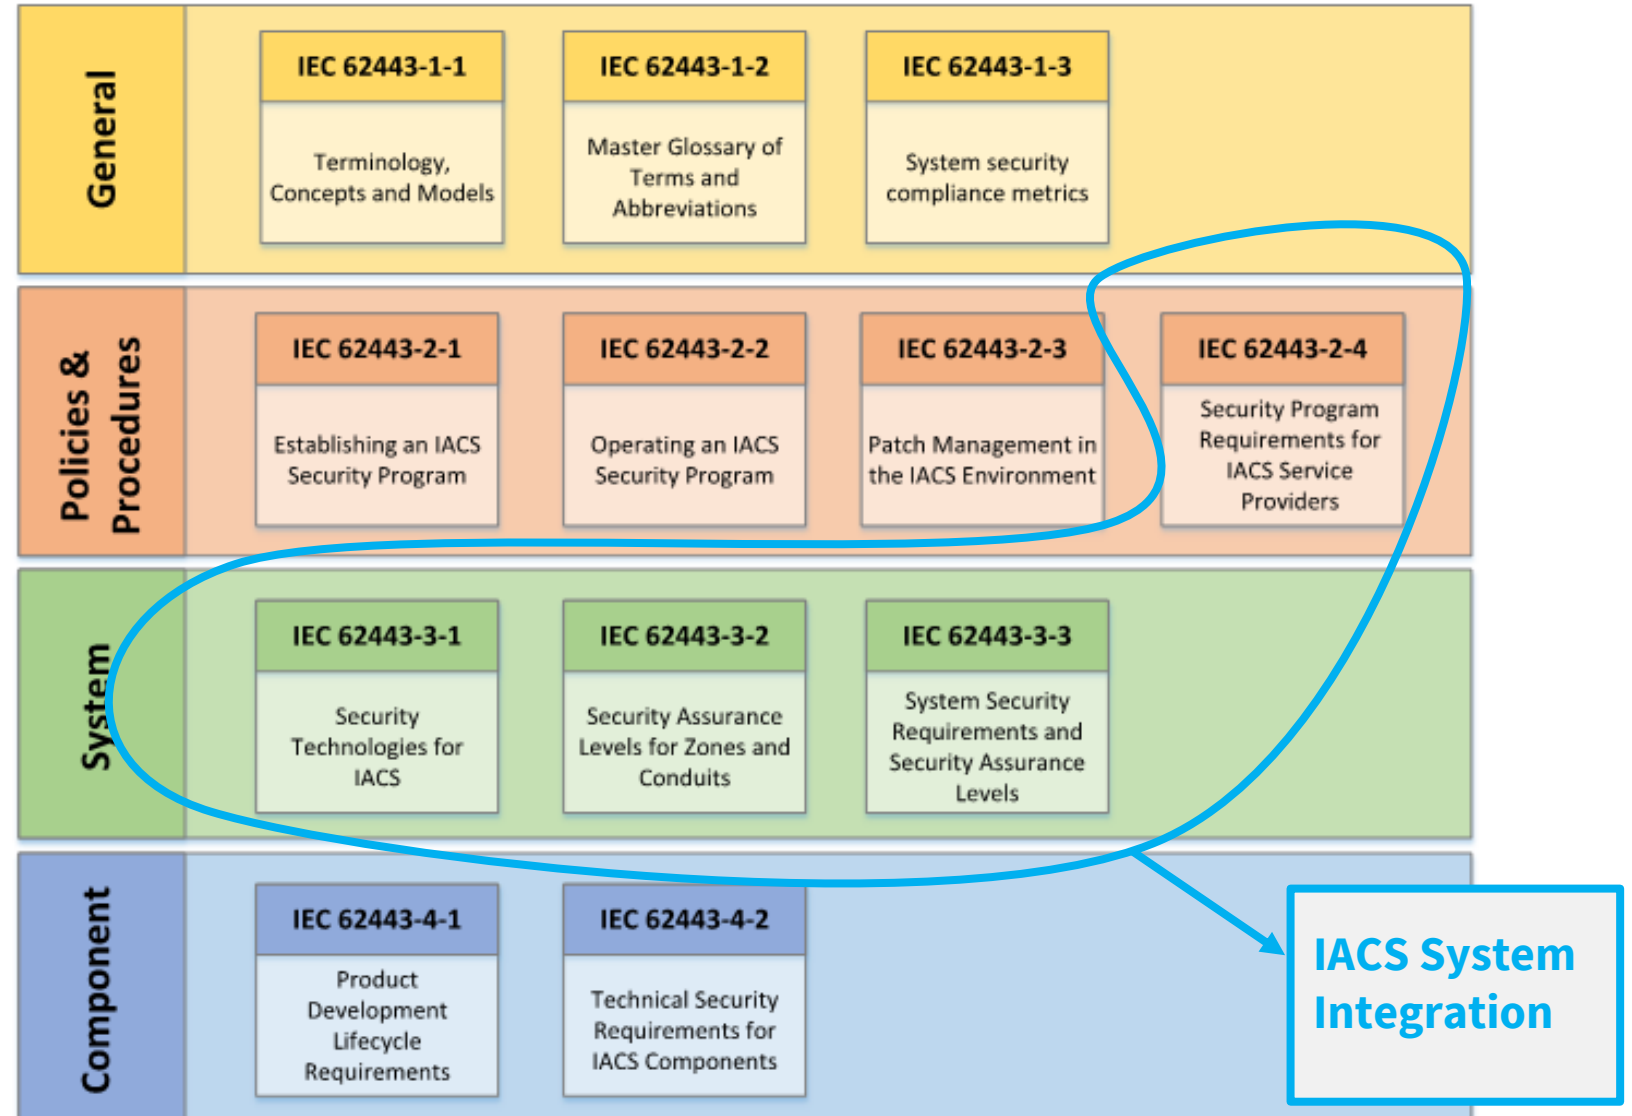 General
IEC 62443-1-1
Terminology,
Concepts and Models
IEC 62443-1-2
Master Glossary of
Terms and
Abbreviations
IEC 62443-1-3
System security
compliance metrics
Policies &
Procedures
IEC 62443-2-1
Establishing an IACS
Security Program
IEC 62443-2-2
Operating an IACS
Security Program
IEC 62443-2-3
Patch Management in
the IACS Environment
IEC 62443-2-4
Security Program
Requirements for
IACS Service
Providers
System
IEC 62443-3-1
Security
Technologies for
IACS
IEC 62443-3-2
Security Assurance
Levels for Zones and
Conduits
IEC 62443-3-3
System Security
Requirements and
Security Assurance
Levels
Component
IEC 62443-4-1
Product
Development
Lifecycle
Requirements
IEC 62443-4-2
Technical Security
Requirements for
IACS Components
IACS System
Integration